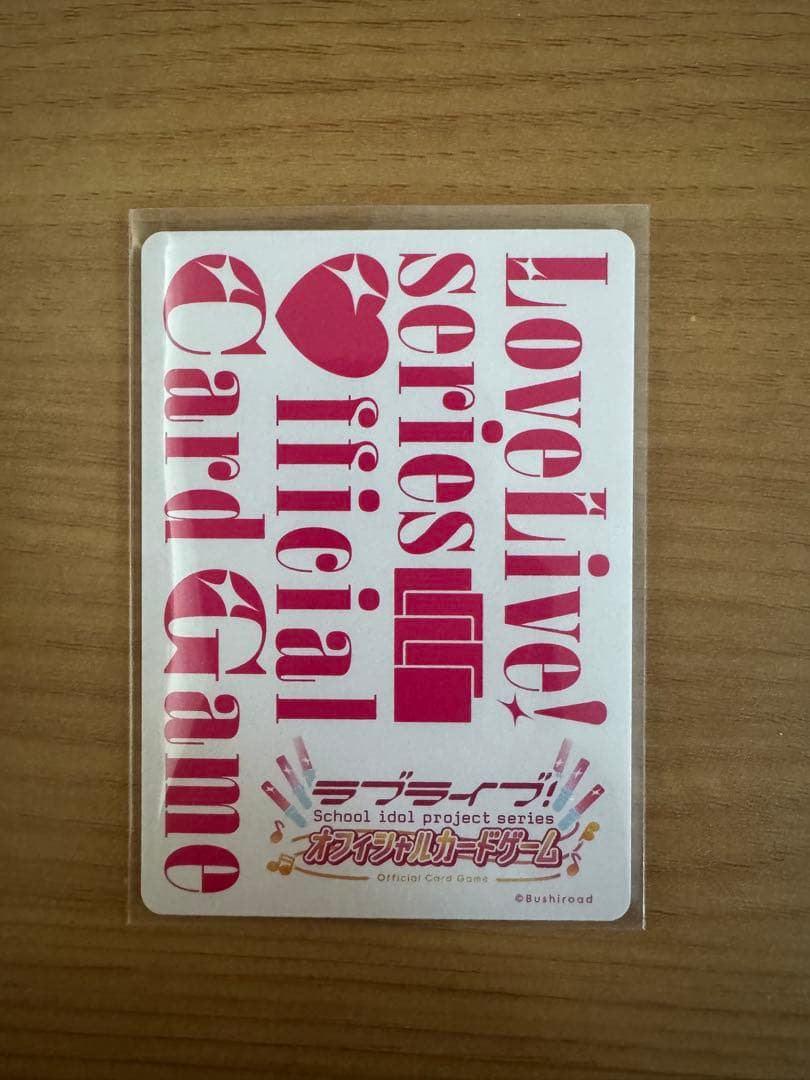 LoveLive!
series
Official
Card Game
ラブライブ!
School idol project series
オフィシャルカードゲーム
Official Card Game
©Bushiroad